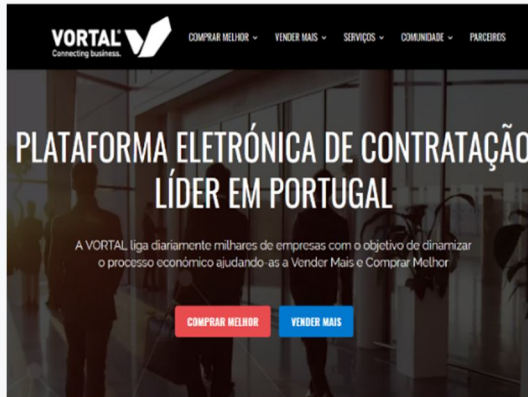 VORTAL
Connecting business.
COMPRAR MELHOR
VENDER MAIS
SERVIÇOS
COMUNIDADE
PARCEIROS
PLATAFORMA ELETRÓNICA DE CONTRATAÇÃO
LÍDER EM PORTUGAL
A VORTAL liga diariamente milhares de empresas com o objetivo de dinamizar
o processo económico ajudando-as a Vender Mais e Comprar Melhor
COMPRAR MELHOR
VENDER MAIS